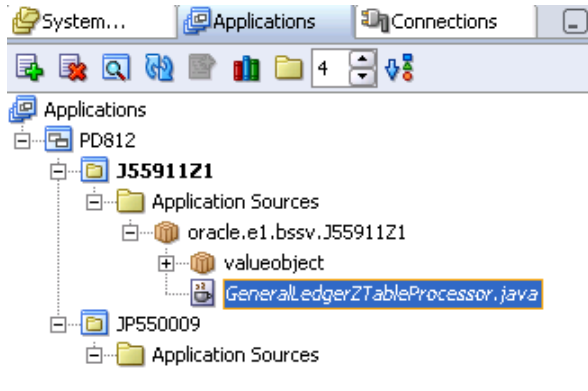 System... Applications Connections
4
Applications
PD812
J55911Z1
Application Sources
oracle.e1.bssv.J55911Z1
valueobject
GeneralLedgerZTableProcessor.java
JP550009
Application Sources